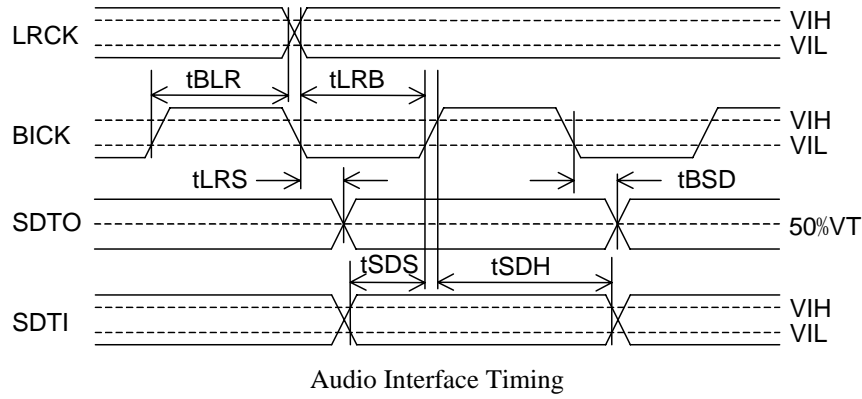 LRCK
VIH
VIL
tBLR
tLRB
BICK
VIH
VIL
tLRS
tBSD
SDTO
50%VT
tSDS
tSDH
SDTI
VIH
VIL
Audio Interface Timing